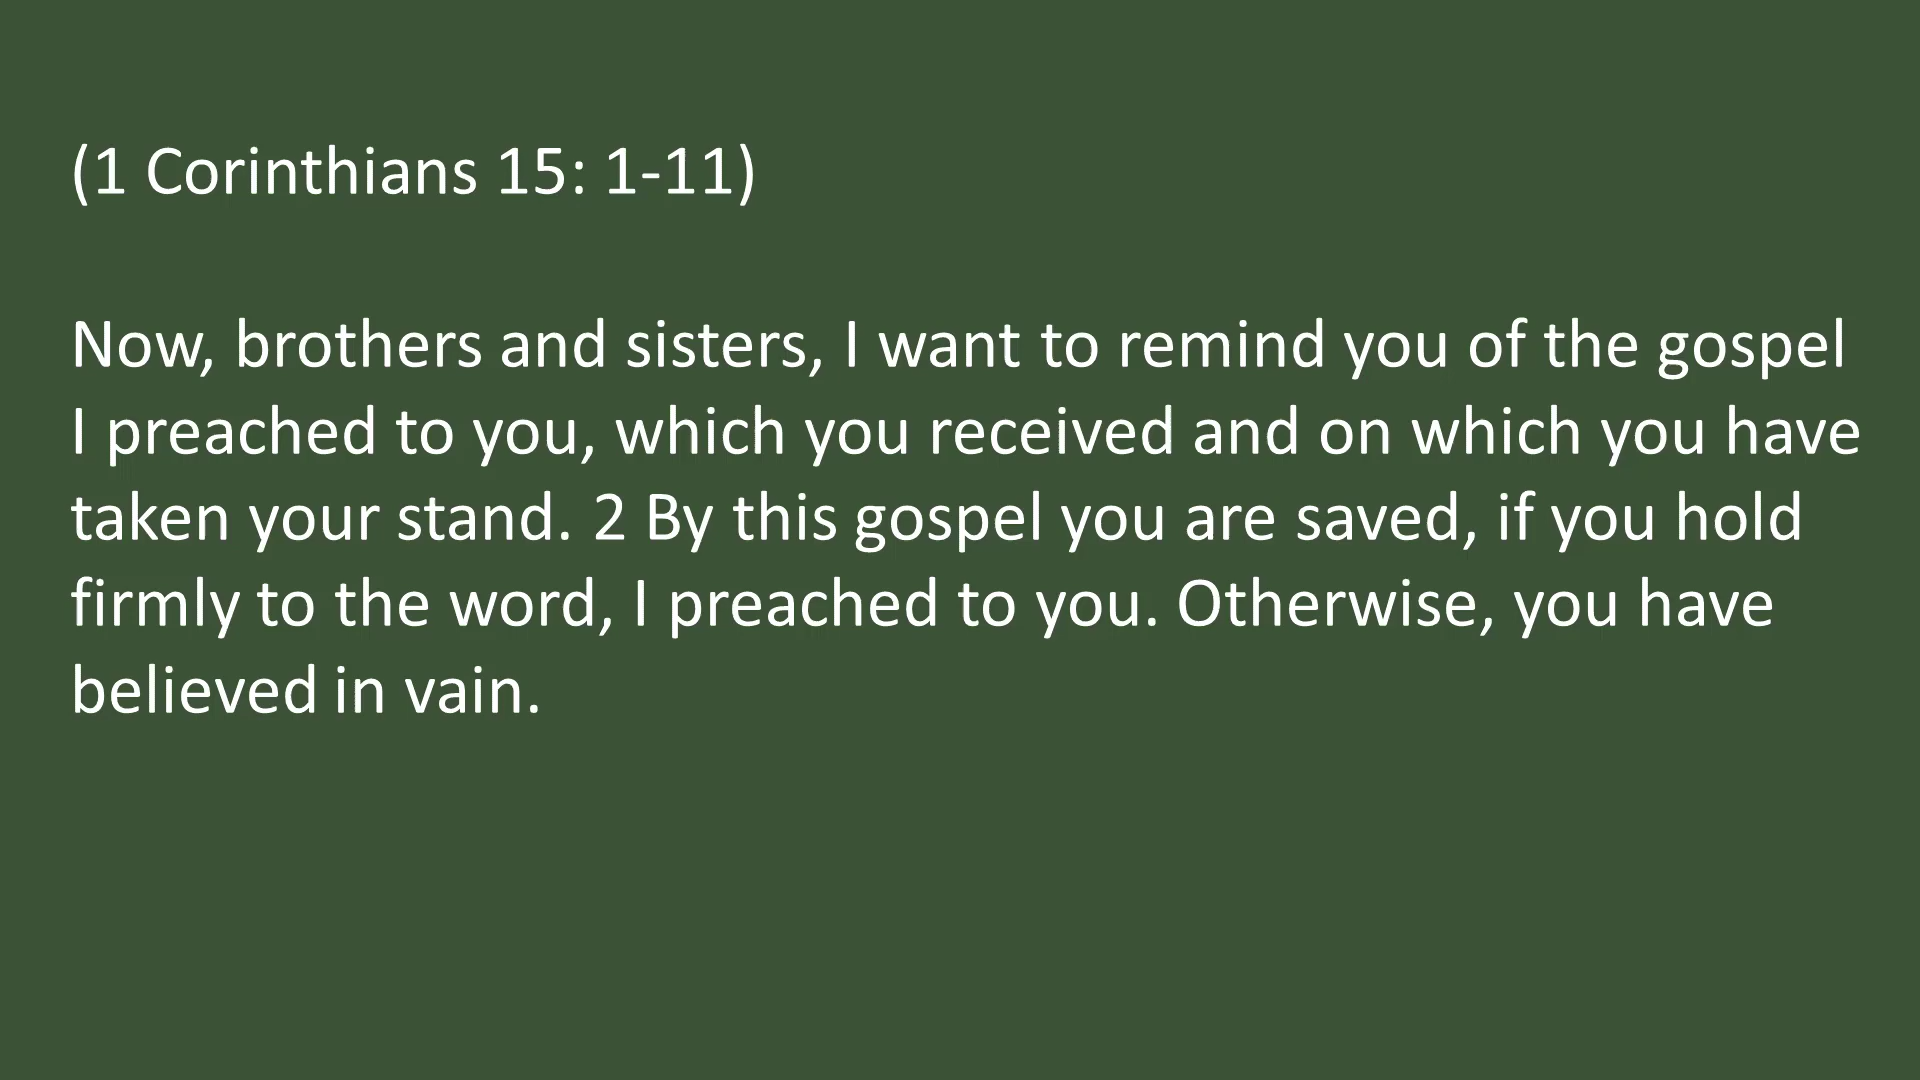 (1 Corinthians 15: 1-11)
Now, brothers and sisters, I want to remind you of the gospel
I preached to you, which you received and on which you have
taken your stand. 2 By this gospel you are saved, if you hold
firmly to the word, I preached to you. Otherwise, you have
believed in vain.